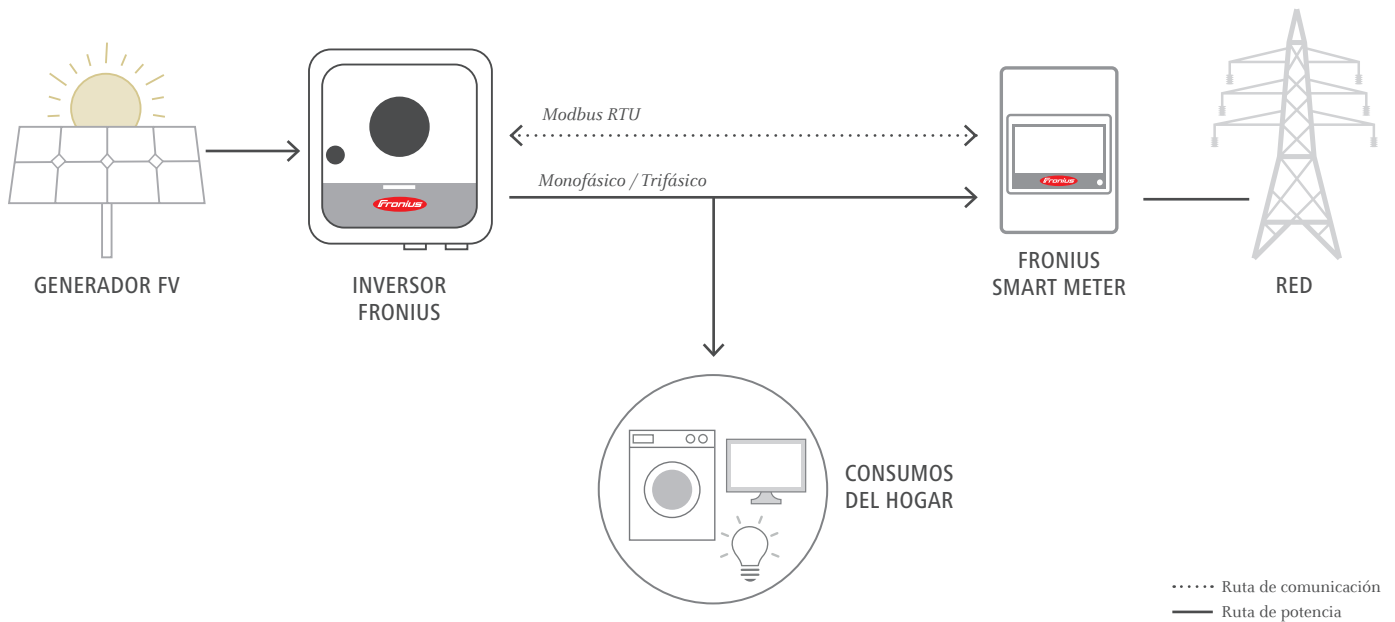 Modbus RTU
Monofásico / Trifásico
Fronius
Fronius
GENERADOR FV
INVERSOR
FRONIUS
FRONIUS
SMART METER
RED
CONSUMOS
DEL HOGAR
Ruta de comunicación
Ruta de potencia